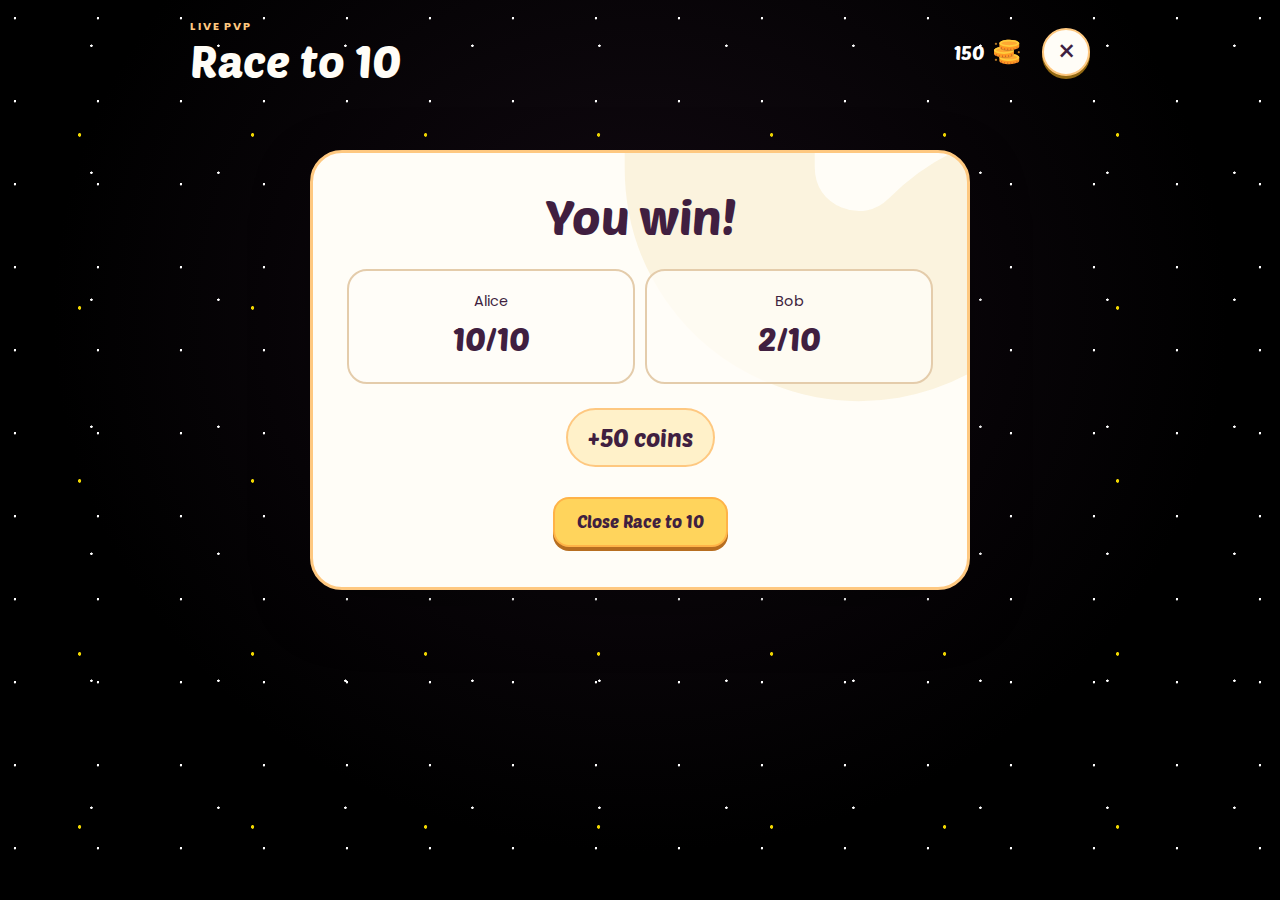 LIVE PVP
Race to 10
150
×
You win!
Alice
10/10
Bob
2/10
+50 coins
Close Race to 10